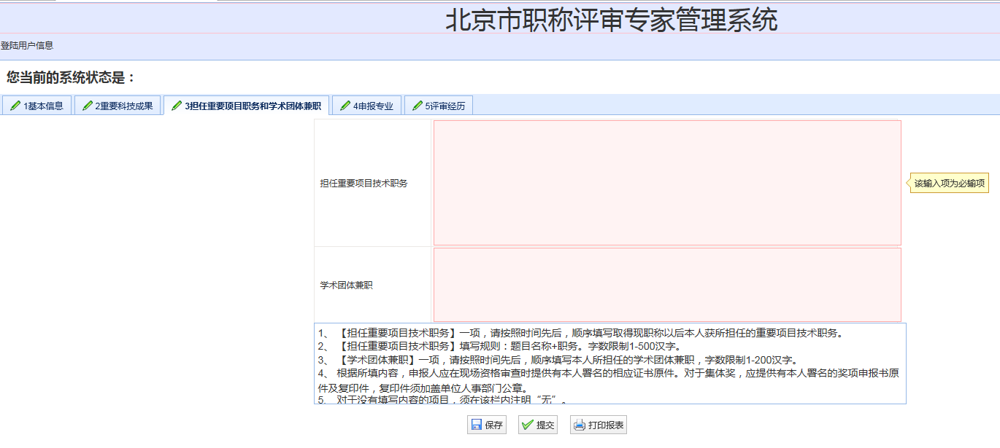 北京市职称评审专家管理系统
登陆用户信息
您当前的系统状态是：
1基本信息
2重要科技成果
3担任重要项目职务和学术团体兼职
4申报专业
5评审经历
担任重要项目技术职务
该输入项为必输项
学术团体兼职
1、 【担任重要项目技术职务】一项，请按照时间先后，顺序填写取得现职称以后本人获所担任的重要项目技术职务。
2、 【担任重要项目技术职务】填写规则：题目名称+职务。字数限制1-500汉字。
3、 【学术团体兼职】一项，请按照时间先后，顺序填写本人所担任的学术团体兼职，字数限制1-200汉字。
4、 根据所填内容，申报人应在现场资格审查时提供有本人署名的相应证书原件。对于集体奖，应提供有本人署名的奖项申报书原
件及复印件，复印件须加盖单位人事部门公章。
5、 对于没有填写内容的项目，须在该栏内注明“无”。
保存
提交
打印报表